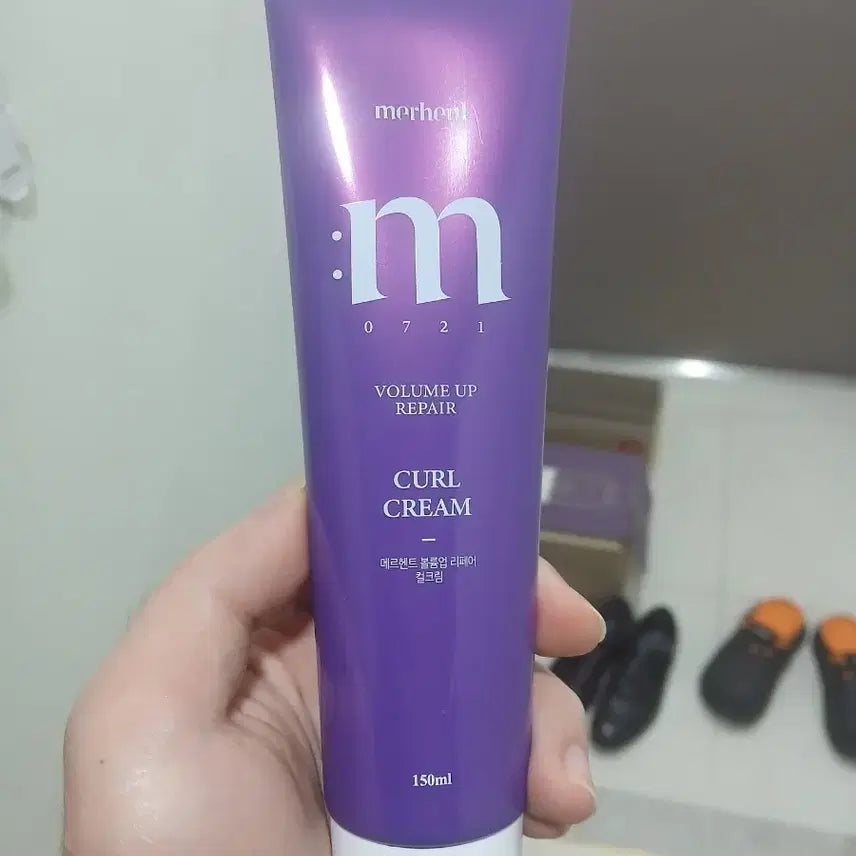 merhent
:m
0 7 2 1
VOLUME UP
REPAIR
CURL
CREAM
메르헨트 볼륨업 리페어
컬크림
150ml